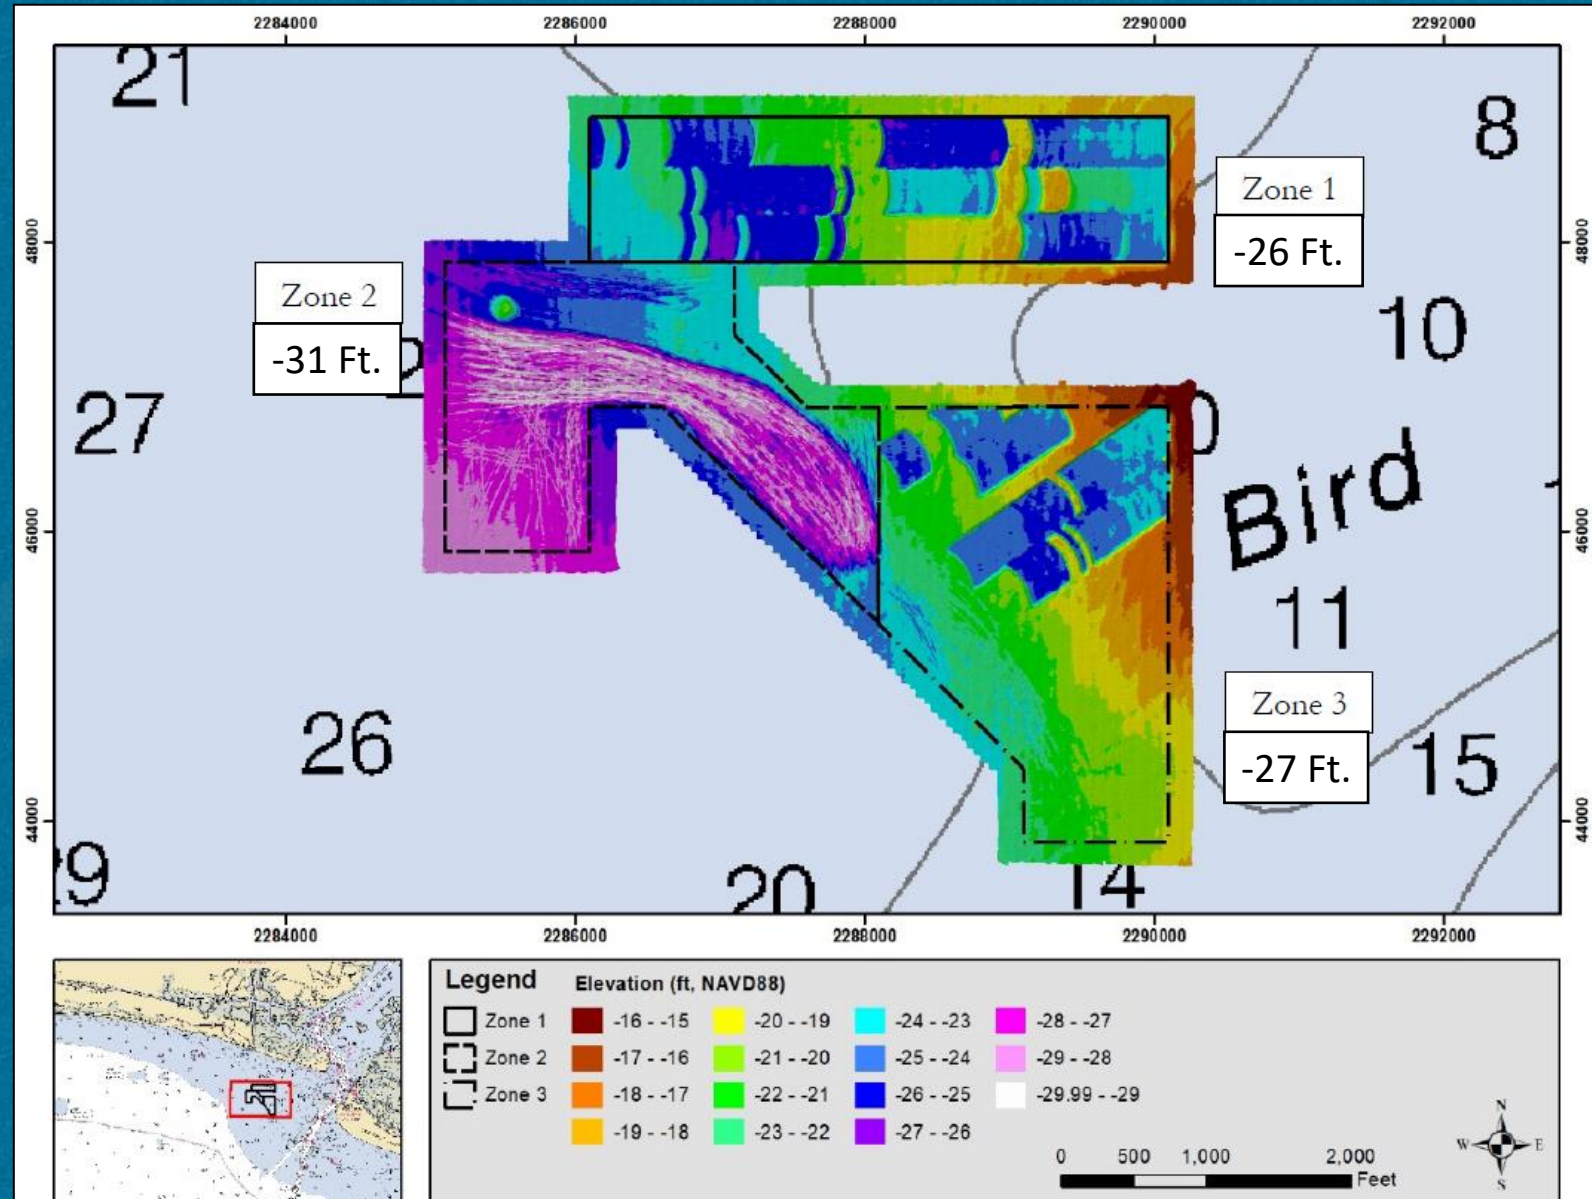 2284000 2286000 2288000 2290000 2292000
21
8
Zone 1
-26 Ft.
48000 48000
Zone 2
-31 Ft.
10
2
27
0
Bird
46000 46000
11
Zone 3
-27 Ft.
26
15
44000 44000
29
20
14
2284000 2286000 2288000 2290000 2292000
Legend
Zone 1
Zone 2
Zone 3
Elevation (ft, NAVD88)
-16 - -15
-17 - -16
-18 - -17
-19 - -18
-20 - -19
-21 - -20
-22 - -21
-23 - -22
-24 - -23
-25 - -24
-26 - -25
-27 - -26
-28 - -27
-29 - -28
-29.99 - -29
0 500 1,000 2,000
Feet
N
W E
S